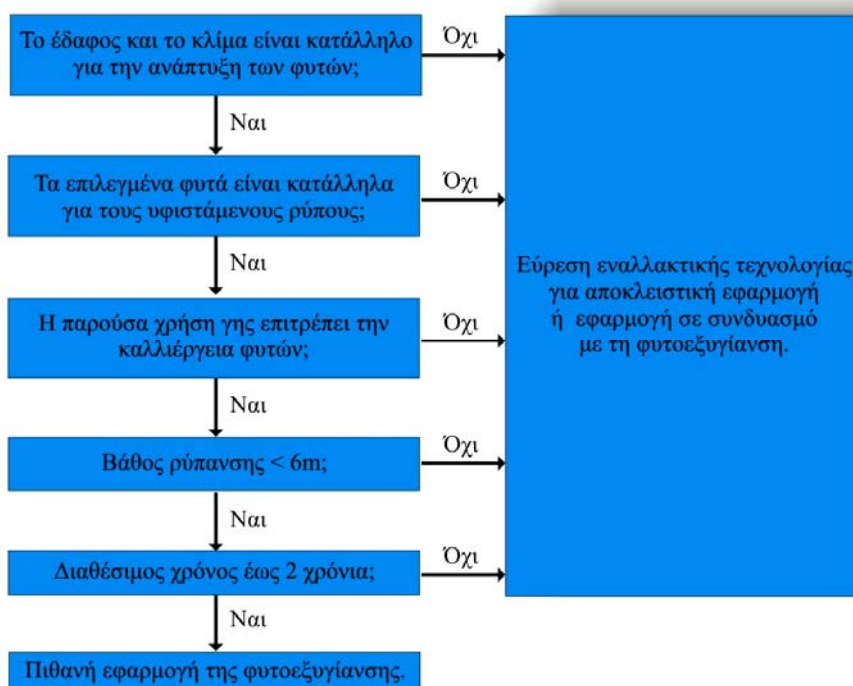 Το έδαφος και το κλίμα είναι κατάλληλο
για την ανάπτυξη των φυτών;
Όχι
Ναι
Τα επιλεγμένα φυτά είναι κατάλληλα
για τους υφιστάμενους ρύπους;
Όχι
Ναι
Η παρούσα χρήση γης επιτρέπει την
καλλιέργεια φυτών;
Όχι
Ναι
Βάθος ρύπανσης < 6m;
Όχι
Ναι
Διαθέσιμος χρόνος έως 2 χρόνια;
Όχι
Ναι
Πιθανή εφαρμογή της φυτοεξυγίανσης.
Εύρεση εναλλακτικής τεχνολογίας
για αποκλειστική εφαρμογή
ή εφαρμογή σε συνδυασμό
με τη φυτοεξυγίανση.